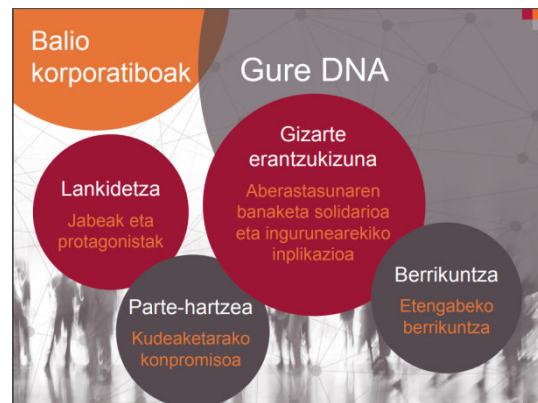 Balio
korporatiboak
Gure DNA
Gizarte
erantzukizuna
Aberastasunaren
banaketa solidarioa
eta ingurunearekiko
inplikazioa
Lankidetza
Jabeak eta
protagonistak
Berrikuntza
Etengabeko
berrikuntza
Parte-hartzea
Kudeaketarako
konpromisoa